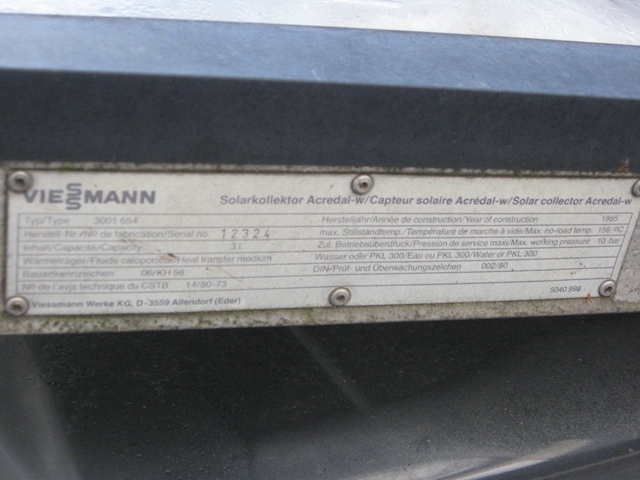 VIESSMANN Solarkollektor Acredal-w/Capteur solaire Acrédal-w/Solar collector Acredal-w
Typ/Type 3001 654 Herstelljahr/Année de construction/Year of construction 1985
Herstell-Nr./Nº de fabrication/Serial no. 12324 max. Stillstandtemp./Température de marche à vide/Max. no-load temp. 156 ºC
Inhalt/Capacité/Capacity 3 l Zul. Betriebsüberdruck/Pression de service maxi/Max. working pressure 10 bar
Wärmeträger/Fluide caloporteur/Heat transfer medium Wasser oder PKL 300/Eau ou PKL 300/Water or PKL 300
Bauartkennzeichen 06/KH 56 DIN-Prüf- und Überwachungszeichen 002/80
Nº de l'avis technique du CSTB 14/80-73
Viessmann Werke KG, D-3559 Allendorf (Eder) 5040 998